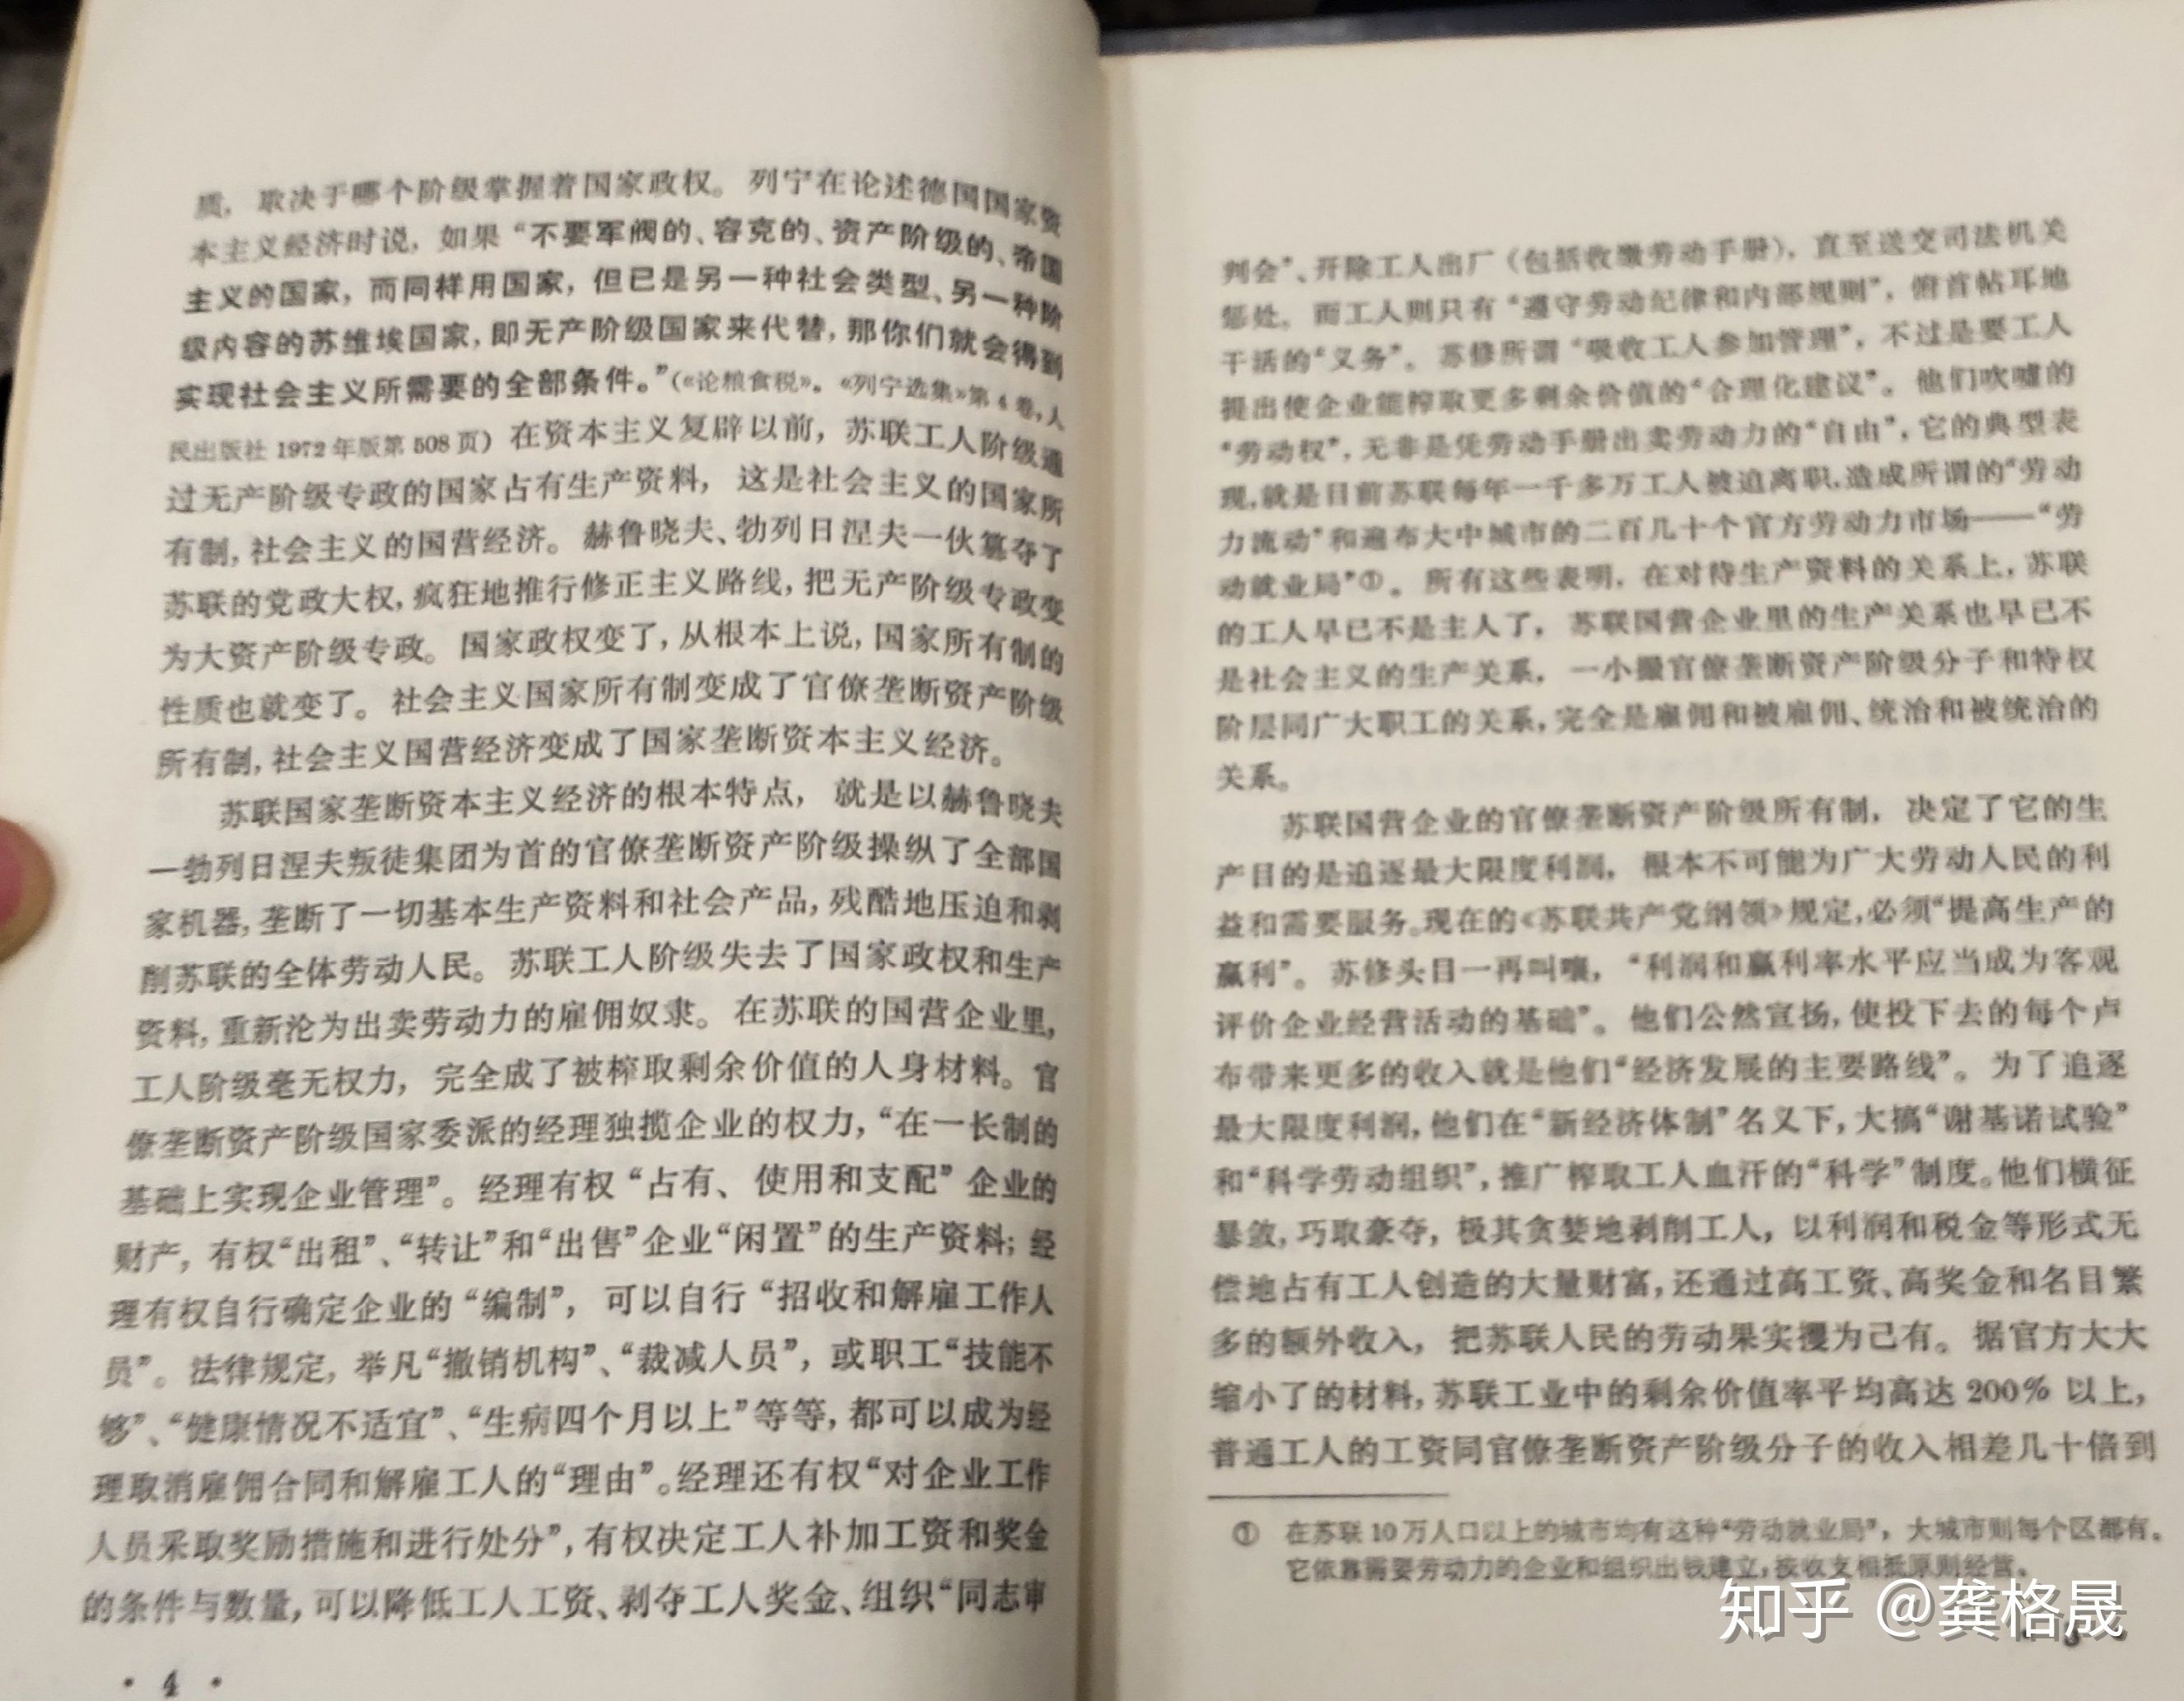 质，取决于哪个阶级掌握着国家政权。列宁在论述德国国家资
本主义经济时说，如果“不要军阀的、容克的、资产阶级的、帝国
主义的国家，而同样用国家，但已是另一种社会类型、另一种阶
级内容的苏维埃国家，即无产阶级国家来代替，那你们就会得到
实现社会主义所需要的全部条件。”（《论粮食税》。《列宁选集》第4卷，人
民出版社1972年版第508页）在资本主义复辟以前，苏联工人阶级通
过无产阶级专政的国家占有生产资料，这是社会主义的国家所
有制，社会主义的国营经济。赫鲁晓夫、勃列日涅夫一伙篡夺了
苏联的党政大权，疯狂地推行修正主义路线，把无产阶级专政变
为大资产阶级专政。国家政权变了，从根本上说，国家所有制的
性质也就变了。社会主义国家所有制变成了官僚垄断资产阶级
所有制，社会主义国营经济变成了国家垄断资本主义经济。
苏联国家垄断资本主义经济的根本特点，就是以赫鲁晓夫
—勃列日涅夫叛徒集团为首的官僚垄断资产阶级操纵了全部国
家机器，垄断了一切基本生产资料和社会产品，残酷地压迫和剥
削苏联的全体劳动人民。苏联工人阶级失去了国家政权和生产
资料，重新沦为出卖劳动力的雇佣奴隶。在苏联的国营企业里，
工人阶级毫无权力，完全成了被榨取剩余价值的人身材料。官
僚垄断资产阶级国家委派的经理独揽企业的权力，“在一长制的
基础上实现企业管理”。经理有权“占有、使用和支配”企业的
财产，有权“出租”、“转让”和“出售”企业“闲置”的生产资料；经
理有权自行确定企业的“编制”，可以自行“招收和解雇工作人
员”。法律规定，举凡“撤销机构”、“裁减人员”，或职工“技能不
够”、“健康情况不适宜”、“生病四个月以上”等等，都可以成为经
理取消雇佣合同和解雇工人的“理由”。经理还有权“对企业工作
人员采取奖励措施和进行处分”，有权决定工人补加工资和奖金
的条件与数量，可以降低工人工资、剥夺工人奖金、组织“同志审
· 4 ·
判会”、开除工人出厂（包括收缴劳动手册），直至送交司法机关
惩处。而工人则只有“遵守劳动纪律和内部规则”，俯首帖耳地
干活的“义务”。苏修所谓“吸收工人参加管理”，不过是要工人
提出使企业能榨取更多剩余价值的“合理化建议”。他们吹嘘的
“劳动权”，无非是凭劳动手册出卖劳动力的“自由”，它的典型表
现，就是目前苏联每年一千多万工人被迫离职，造成所谓的“劳动
力流动”和遍布大中城市的二百几十个官方劳动力市场——“劳
动就业局”①。所有这些表明，在对待生产资料的关系上，苏联
的工人早已不是主人了，苏联国营企业里的生产关系也早已不
是社会主义的生产关系，一小撮官僚垄断资产阶级分子和特权
阶层同广大职工的关系，完全是雇佣和被雇佣、统治和被统治的
关系。
苏联国营企业的官僚垄断资产阶级所有制，决定了它的生
产目的是追逐最大限度利润，根本不可能为广大劳动人民的利
益和需要服务。现在的《苏联共产党纲领》规定，必须“提高生产的
赢利”。苏修头目一再叫嚷，“利润和赢利率水平应当成为客观
评价企业经营活动的基础”。他们公然宣扬，使投下去的每个卢
布带来更多的收入就是他们“经济发展的主要路线”。为了追逐
最大限度利润，他们在“新经济体制”名义下，大搞“谢基诺试验”
和“科学劳动组织”，推广榨取工人血汗的“科学”制度。他们横征
暴敛，巧取豪夺，极其贪婪地剥削工人，以利润和税金等形式无
偿地占有工人创造的大量财富，还通过高工资、高奖金和名目繁
多的额外收入，把苏联人民的劳动果实攫为己有。据官方大大
缩小了的材料，苏联工业中的剩余价值率平均高达200%以上，
普通工人的工资同官僚垄断资产阶级分子的收入相差几十倍到
① 在苏联10万人口以上的城市均有这种“劳动就业局”，大城市则每个区都有。
它依靠需要劳动力的企业和组织出钱建立，按收支相抵原则经营。
知乎 @龚格晟